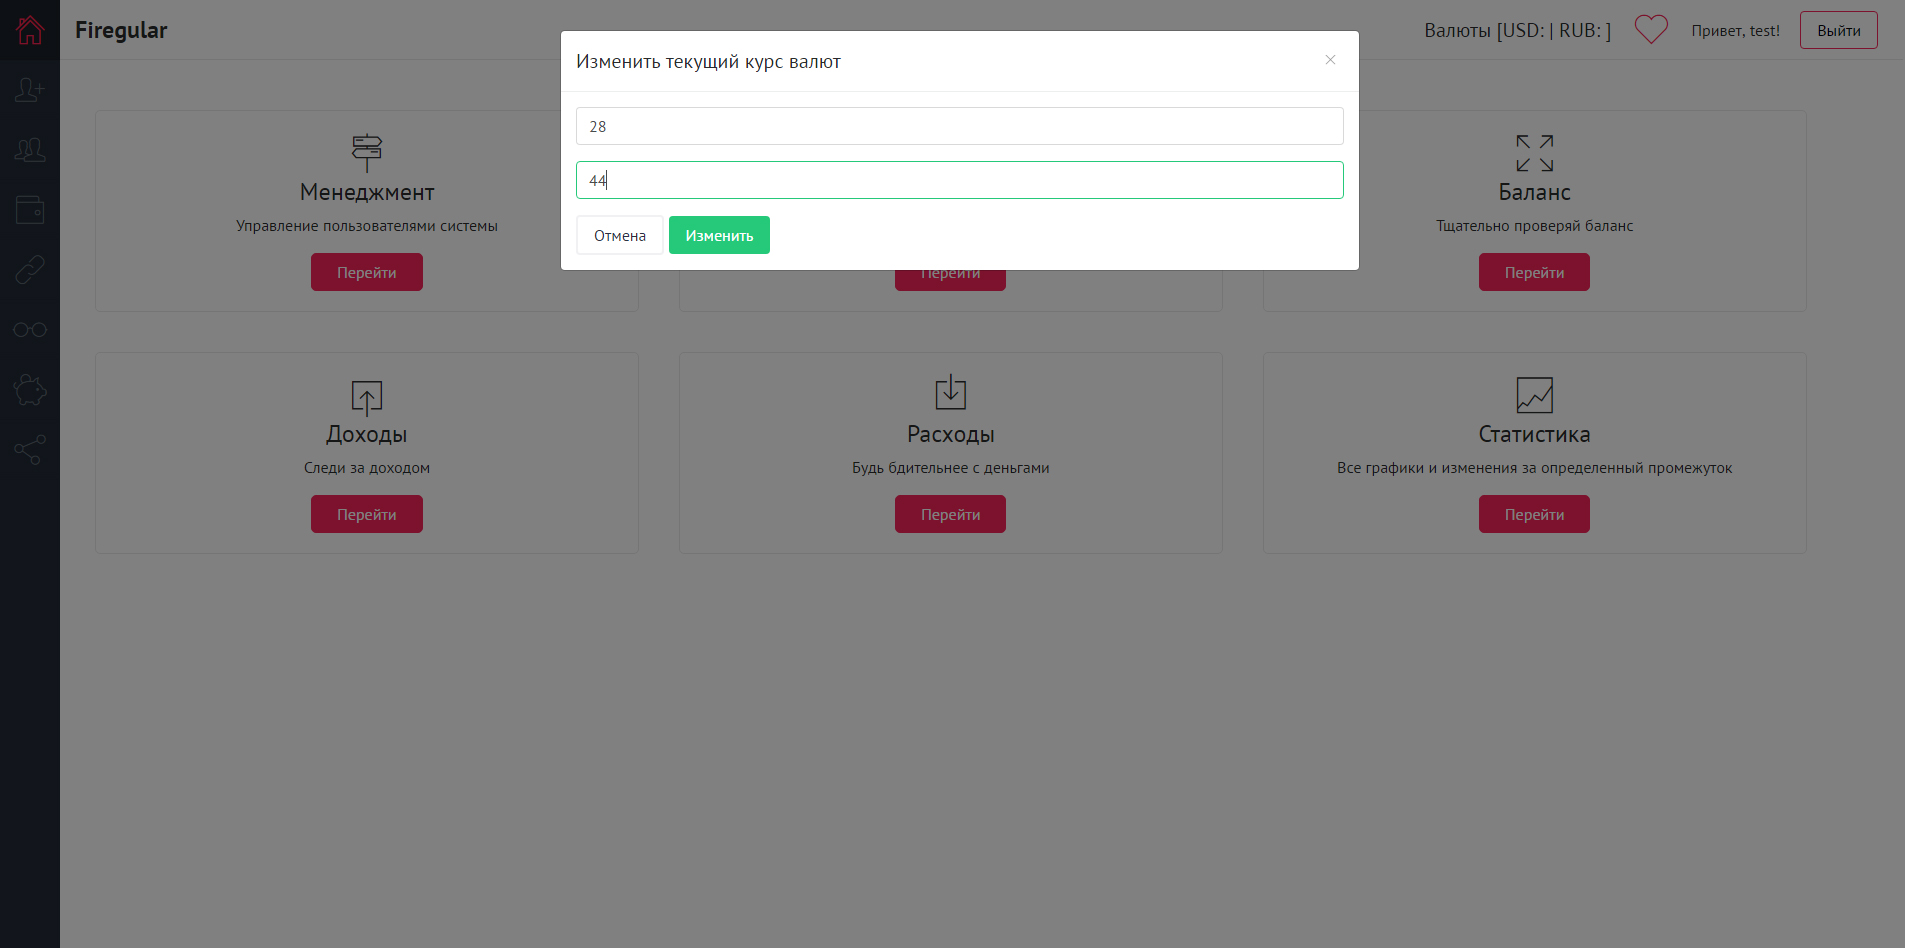 Firegular
Валюты [USD: | RUB: ]
Привет, test!
Выйти
Изменить текущий курс валют
×
28
44
Отмена
Изменить
Менеджмент
Управление пользователями системы
Перейти
Перейти
Баланс
Тщательно проверяй баланс
Перейти
Доходы
Следи за доходом
Перейти
Расходы
Будь бдительнее с деньгами
Перейти
Статистика
Все графики и изменения за определенный промежуток
Перейти